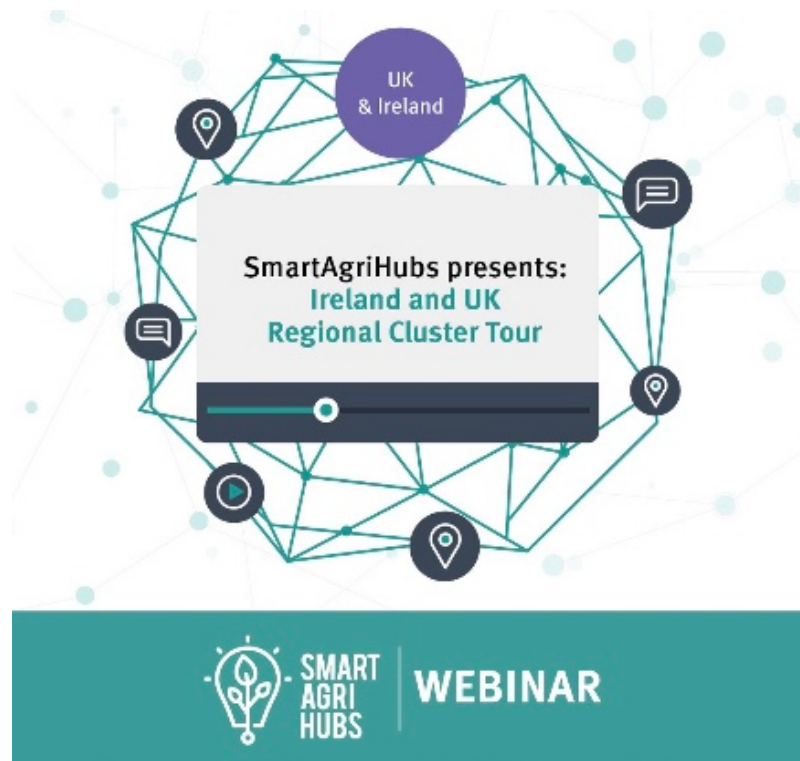 UK
& Ireland
SmartAgriHubs presents:
Ireland and UK
Regional Cluster Tour
SMART
AGRI
HUBS
WEBINAR